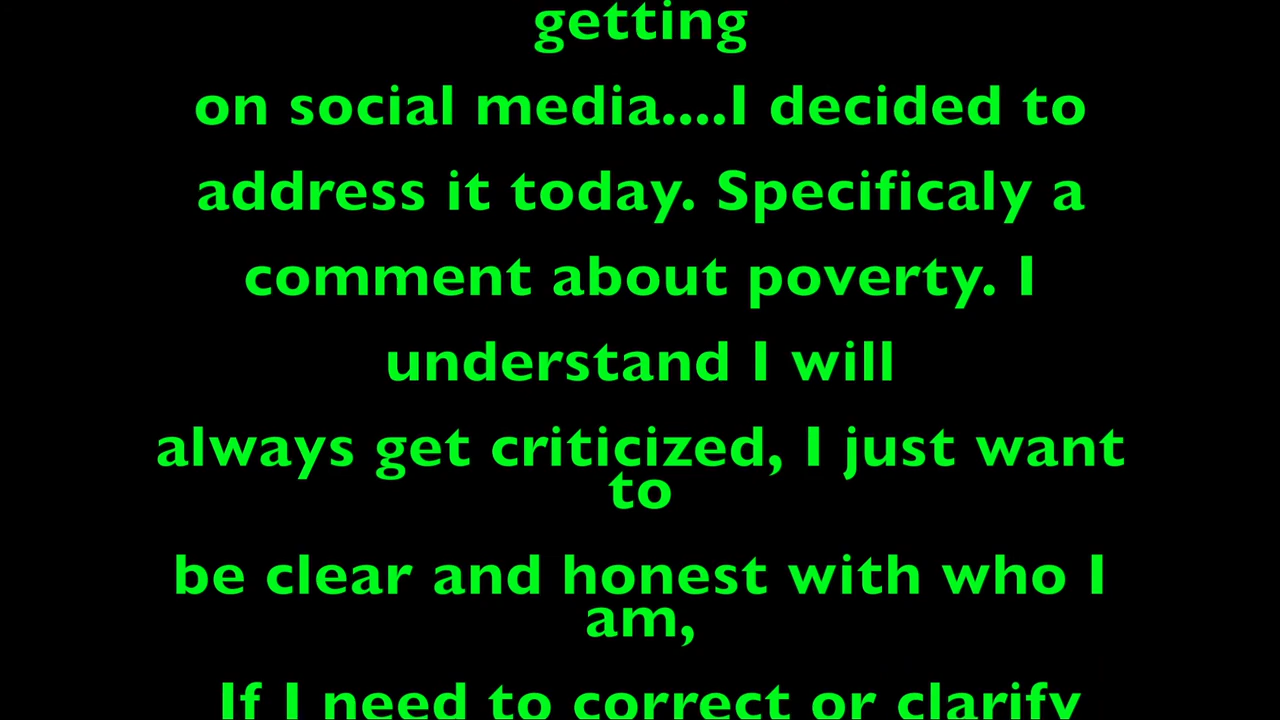 getting
on social media....I decided to
address it today. Specificaly a
comment about poverty. I
understand I will
always get criticized, I just want
to
be clear and honest with who I
am,
If I need to correct or clarify